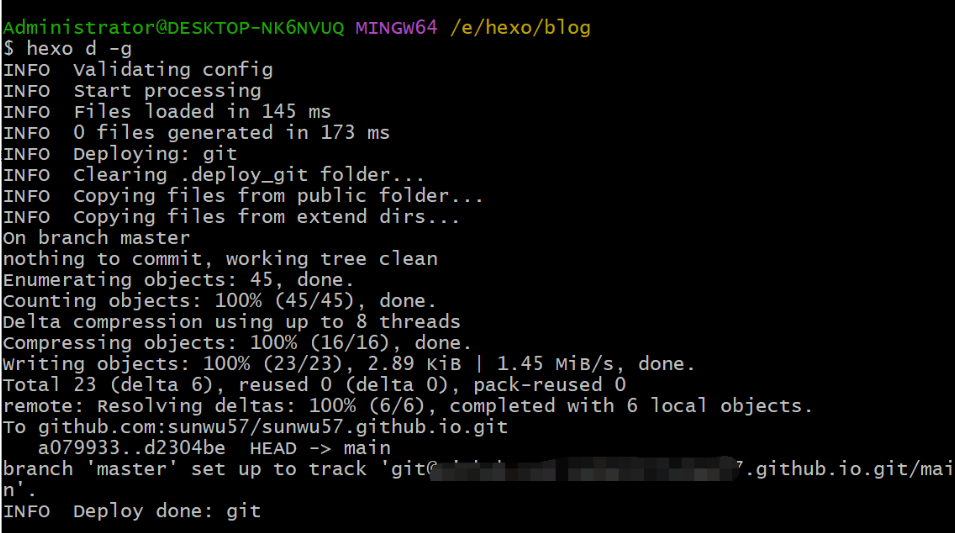 Administrator@DESKTOP-NK6NVUQ MINGW64 /e/hexo/blog
$ hexo d -g
INFO  Validating config
INFO  Start processing
INFO  Files loaded in 145 ms
INFO  0 files generated in 173 ms
INFO  Deploying: git
INFO  Clearing .deploy_git folder...
INFO  Copying files from public folder...
INFO  Copying files from extend dirs...
On branch master
nothing to commit, working tree clean
Enumerating objects: 45, done.
Counting objects: 100% (45/45), done.
Delta compression using up to 8 threads
Compressing objects: 100% (16/16), done.
Writing objects: 100% (23/23), 2.89 KiB | 1.45 MiB/s, done.
Total 23 (delta 6), reused 0 (delta 0), pack-reused 0
remote: Resolving deltas: 100% (6/6), completed with 6 local objects.
To github.com:sunwu57/sunwu57.github.io.git
   a079933..d2304be  HEAD -> main
branch 'master' set up to track 'git@ 7.github.io.git/mai
n'.
INFO  Deploy done: git